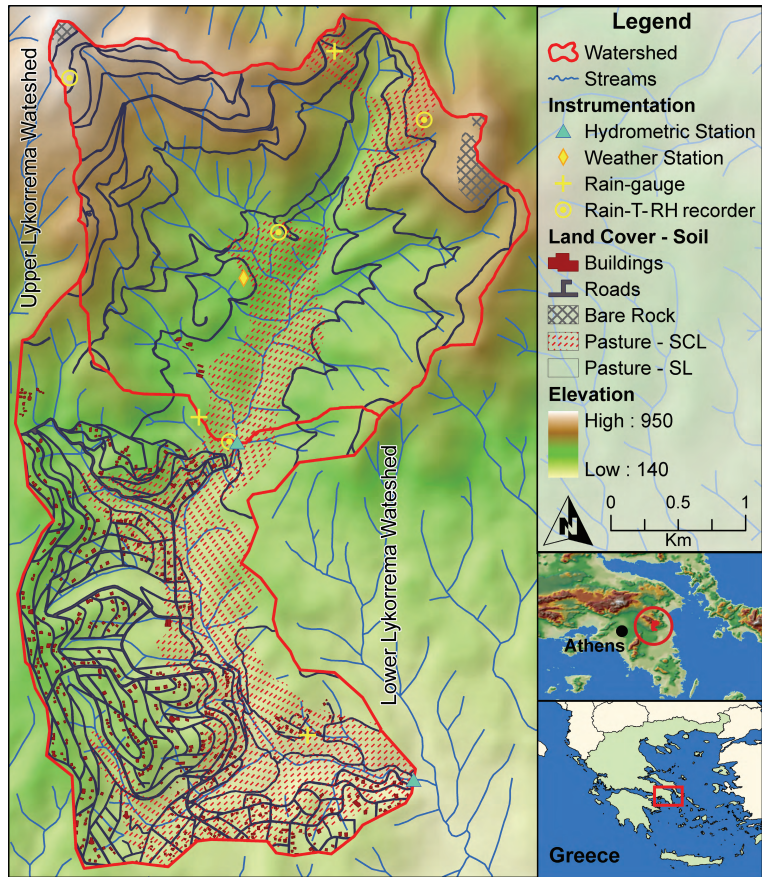 Upper Lykorrema Wateshed
Lower Lykorrema Wateshed
Legend
Watershed
Streams
Instrumentation
Hydrometric Station
Weather Station
Rain-gauge
Rain-T-RH recorder
Land Cover - Soil
Buildings
Roads
Bare Rock
Pasture - SCL
Pasture - SL
Elevation
High : 950
Low : 140
N
0 0.5 1
Km
Athens
Greece